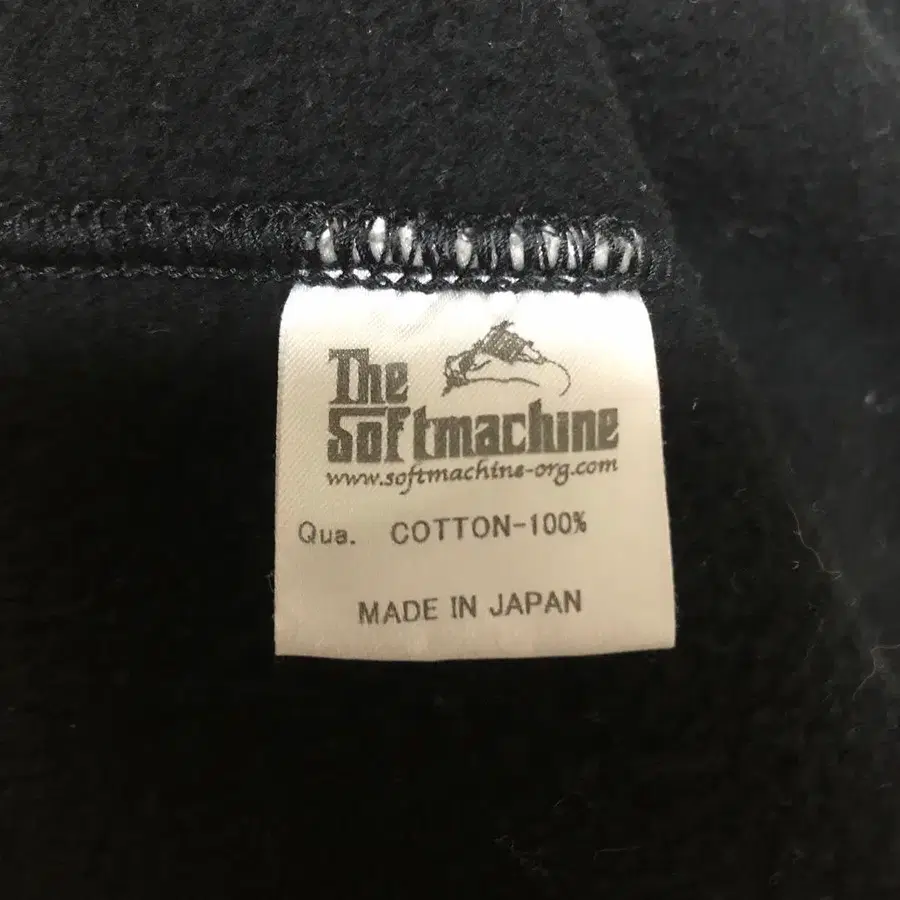 The
Softmachine
www.softmachine-org.com
Qua. COTTON-100%
MADE IN JAPAN